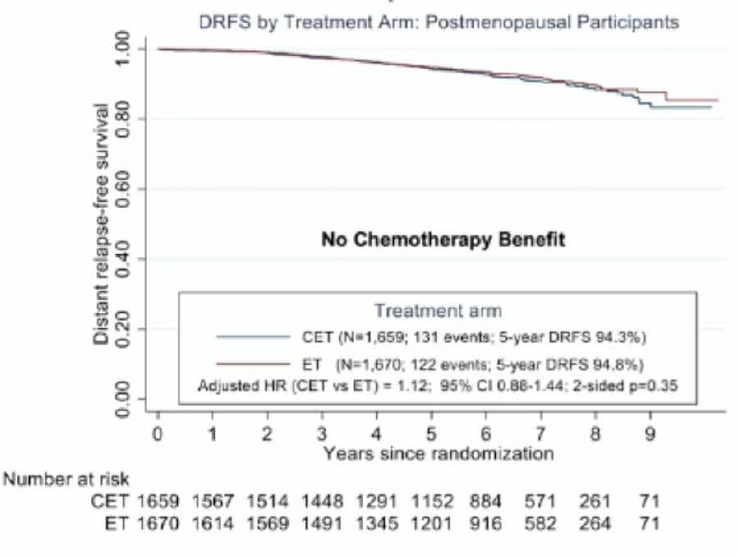 DRFS by Treatment Arm: Postmenopausal Participants
Distant relapse-free survival
1.00
0.80
0.60
0.40
0.20
0.00
No Chemotherapy Benefit
Treatment arm
CET (N=1,659; 131 events; 5-year DRFS 94.3%)
ET (N=1,670; 122 events; 5-year DRFS 94.8%)
Adjusted HR (CET vs ET) = 1.12; 95% CI 0.88-1.44; 2-sided p=0.35
0 1 2 3 4 5 6 7 8 9
Years since randomization
Number at risk
CET 1659 1567 1514 1448 1291 1152 884 571 261 71
ET 1670 1614 1569 1491 1345 1201 916 582 264 71